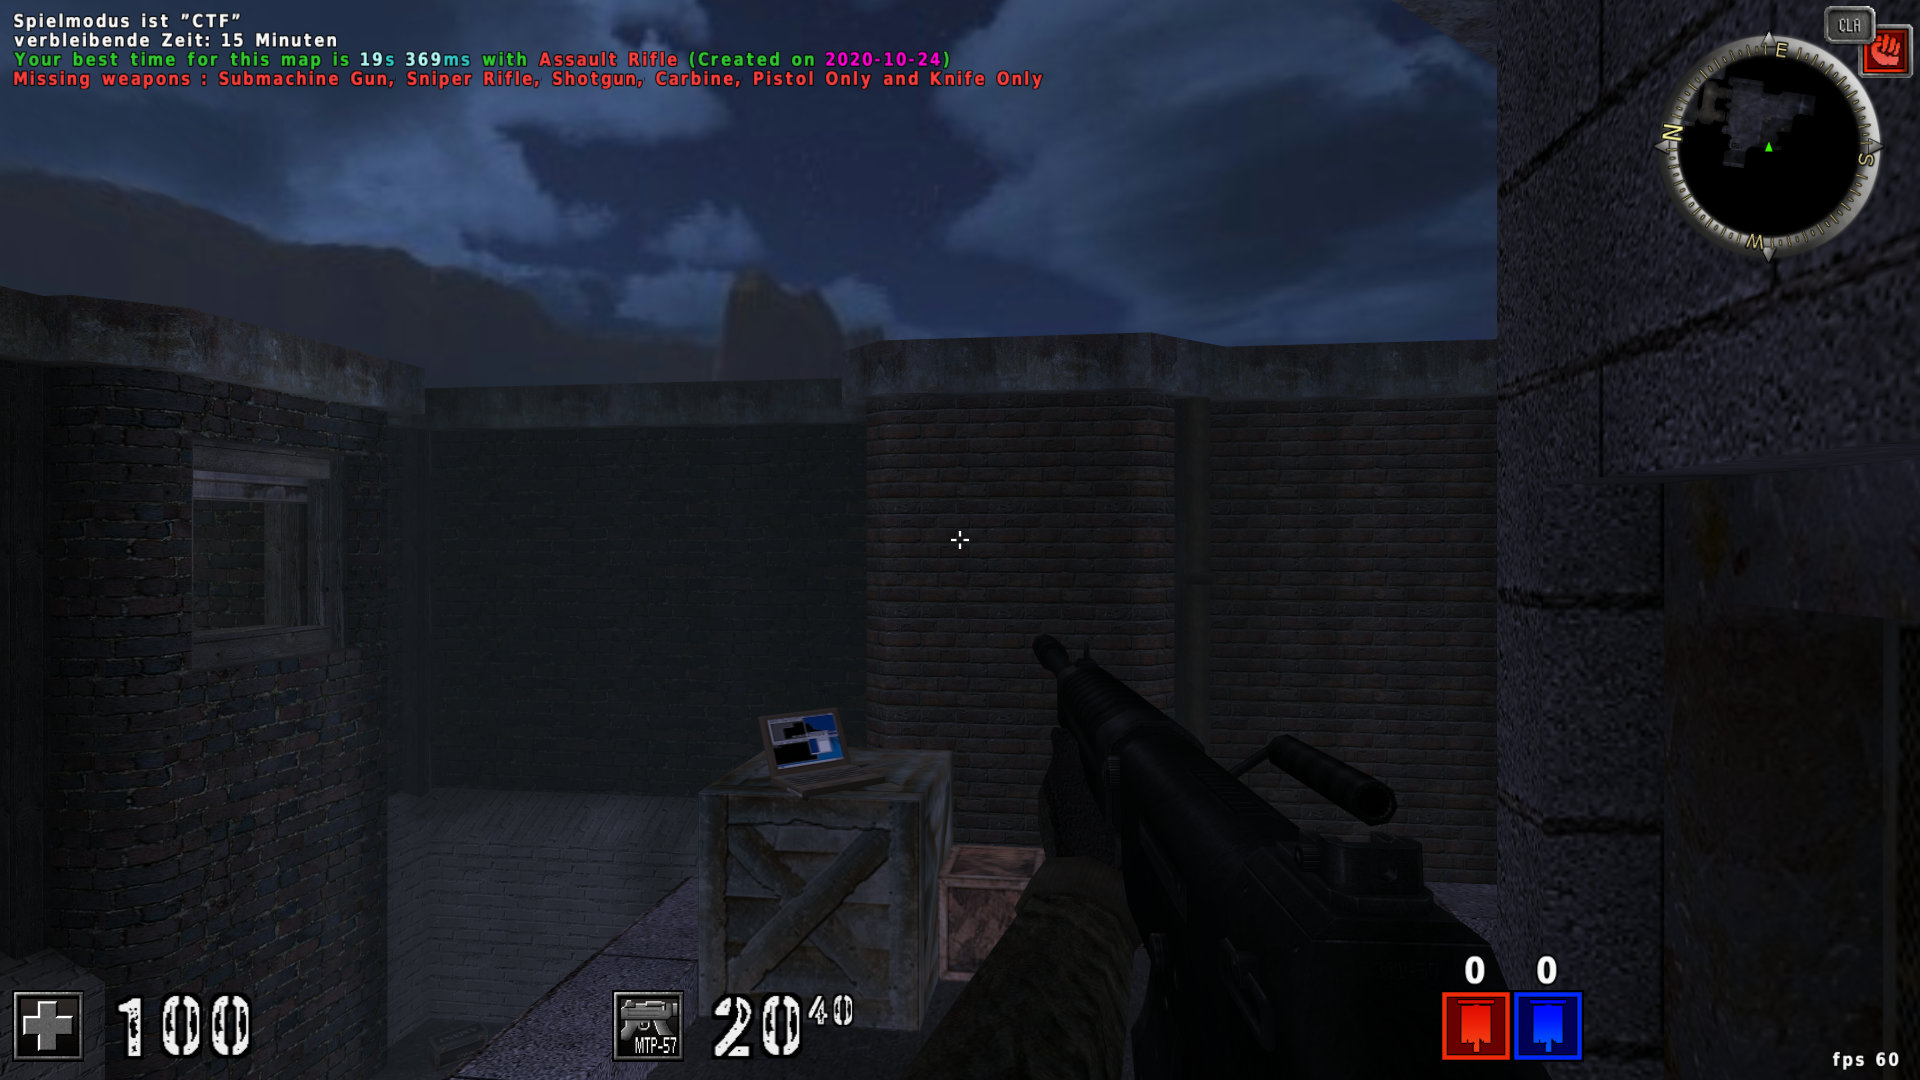 Spielmodus ist "CTF"
verbleibende Zeit: 15 Minuten
Your best time for this map is 19s 369ms with Assault Rifle (Created on 2020-10-24)
Missing weapons : Submachine Gun, Sniper Rifle, Shotgun, Carbine, Pistol Only and Knife Only
CLA
E
N
S
W
100
MTP-57
20 40
0 0
fps 60